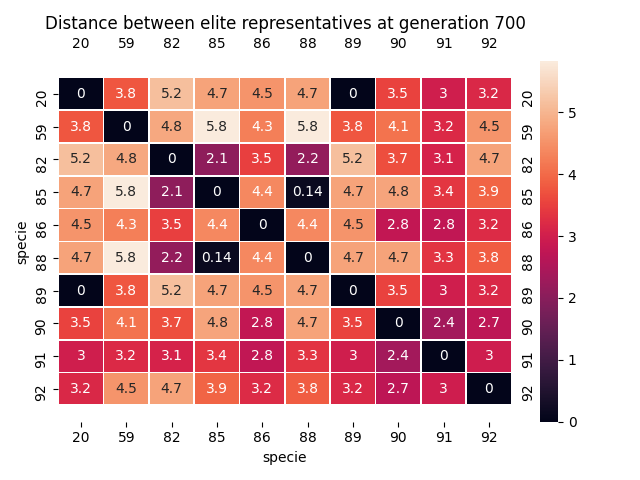 Distance between elite representatives at generation 700
20 59 82 85 86 88 89 90 91 92
20 0 3.8 5.2 4.7 4.5 4.7 0 3.5 3 3.2 20
59 3.8 0 4.8 5.8 4.3 5.8 3.8 4.1 3.2 4.5 59
82 5.2 4.8 0 2.1 3.5 2.2 5.2 3.7 3.1 4.7 82
85 4.7 5.8 2.1 0 4.4 0.14 4.7 4.8 3.4 3.9 85
86 4.5 4.3 3.5 4.4 0 4.4 4.5 2.8 2.8 3.2 86
88 4.7 5.8 2.2 0.14 4.4 0 4.7 4.7 3.3 3.8 88
89 0 3.8 5.2 4.7 4.5 4.7 0 3.5 3 3.2 89
90 3.5 4.1 3.7 4.8 2.8 4.7 3.5 0 2.4 2.7 90
91 3 3.2 3.1 3.4 2.8 3.3 3 2.4 0 3 91
92 3.2 4.5 4.7 3.9 3.2 3.8 3.2 2.7 3 0 92
20 59 82 85 86 88 89 90 91 92
specie
specie
5
4
3
2
1
0